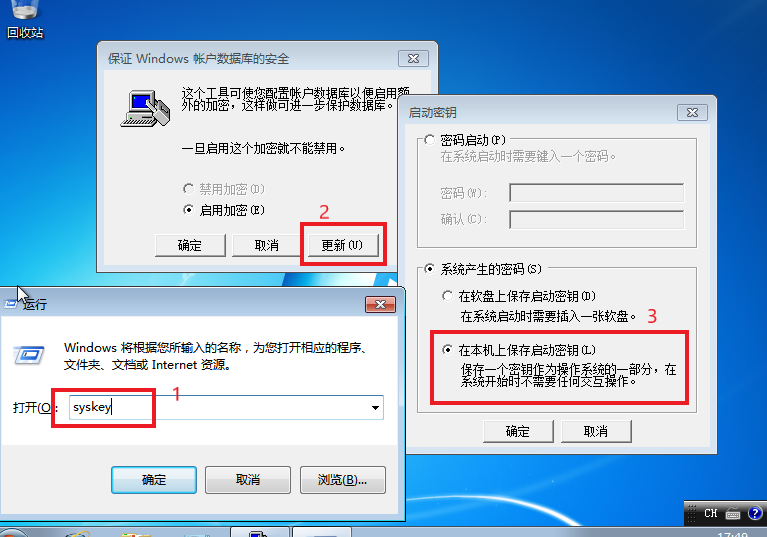 回收站
保证 Windows 帐户数据库的安全
这个工具可使您配置帐户数据库以便启用额
外的加密，这样做可进一步保护数据库。
一旦启用这个加密就不能禁用。
禁用加密(D)
启用加密(E)
2
确定
取消
更新(U)
启动密钥
密码启动(P)
在系统启动时需要键入一个密码。
密码(W)：
确认(C)：
系统产生的密码(S)
在软盘上保存启动密钥(D)
在系统启动时需要插入一张软盘。
3
在本机上保存启动密钥(L)
保存一个密钥作为操作系统的一部分，在
系统开始时不需要任何交互操作。
确定
取消
运行
Windows 将根据您所输入的名称，为您打开相应的程序、
文件夹、文档或 Internet 资源。
1
打开(O):
syskey
确定
取消
浏览(B)...
CH
17:49